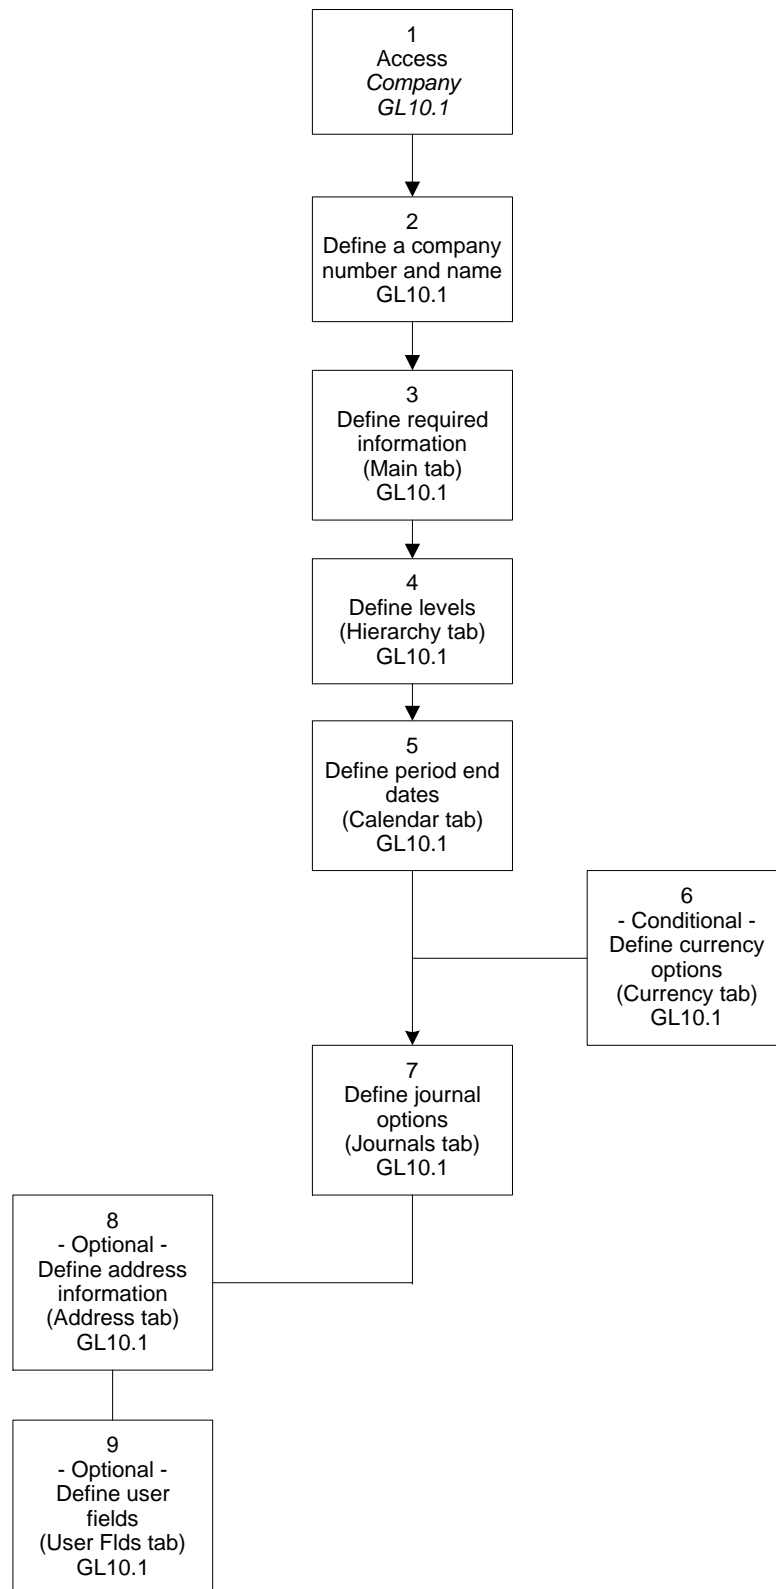 1
Access
Company
GL10.1
2
Define a company
number and name
GL10.1
3
Define required
information
(Main tab)
GL10.1
4
Define levels
(Hierarchy tab)
GL10.1
5
Define period end
dates
(Calendar tab)
GL10.1
6
- Conditional -
Define currency
options
(Currency tab)
GL10.1
7
Define journal
options
(Journals tab)
GL10.1
8
- Optional -
Define address
information
(Address tab)
GL10.1
9
- Optional -
Define user
fields
(User Flds tab)
GL10.1